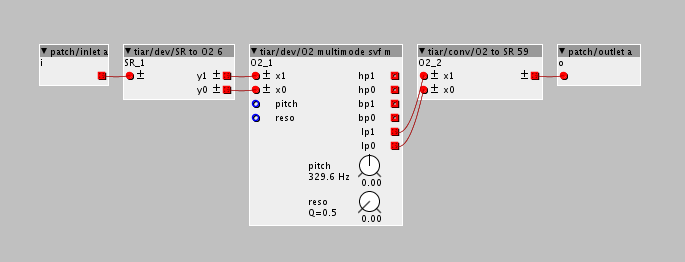 patch/inlet a
i
tiar/dev/SR to O2 6
SR_1
±
y1 ±
y0 ±
tiar/dev/O2 multimode svf m
O2_1
± x1
± x0
pitch
reso
hp1
hp0
bp1
bp0
lp1
lp0
pitch
329.6 Hz
0.00
reso
Q=0.5
0.00
tiar/conv/O2 to SR 59
O2_2
± x1
± x0
±
patch/outlet a
o